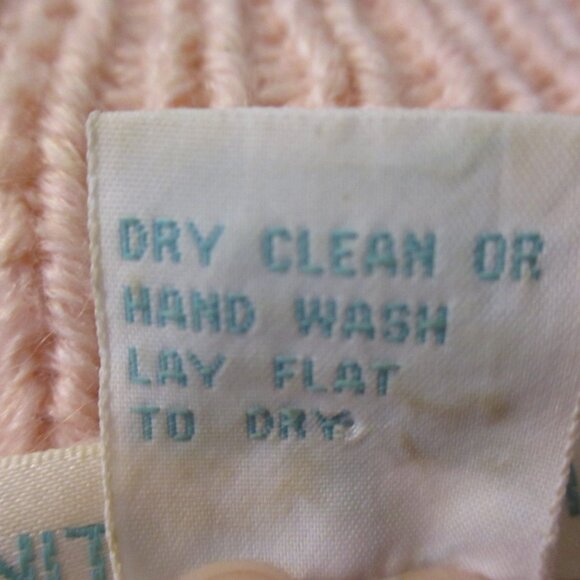 DRY CLEAN OR
HAND WASH
LAY FLAT
TO DRY